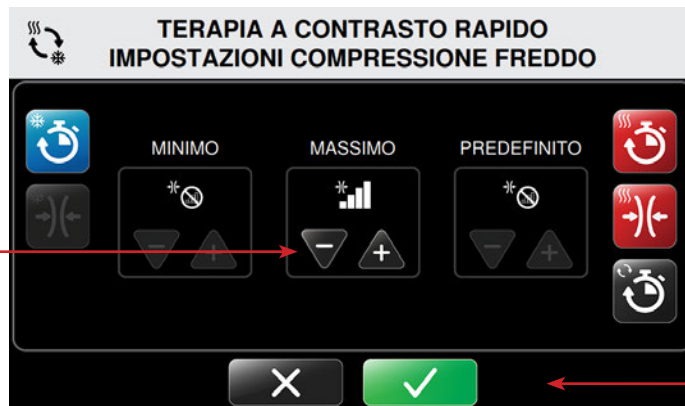 TERAPIA A CONTRASTO RAPIDO
IMPOSTAZIONI COMPRESSIONE FREDDO
MINIMO MASSIMO PREDEFINITO